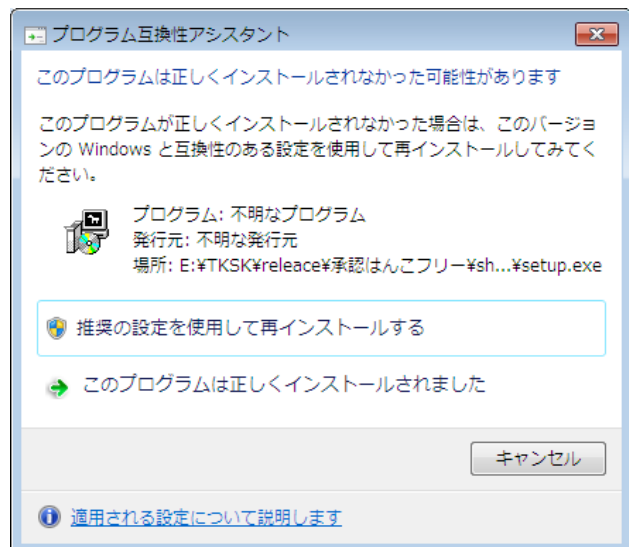 プログラム互換性アシスタント
このプログラムは正しくインストールされなかった可能性があります
このプログラムが正しくインストールされなかった場合は、このバージョ
ンの Windows と互換性のある設定を使用して再インストールしてみてく
ださい。
プログラム: 不明なプログラム
発行元: 不明な発行元
場所: E:¥TKSK¥releace¥承認はんこフリー¥sh...¥setup.exe
推奨の設定を使用して再インストールする
このプログラムは正しくインストールされました
キャンセル
適用される設定について説明します